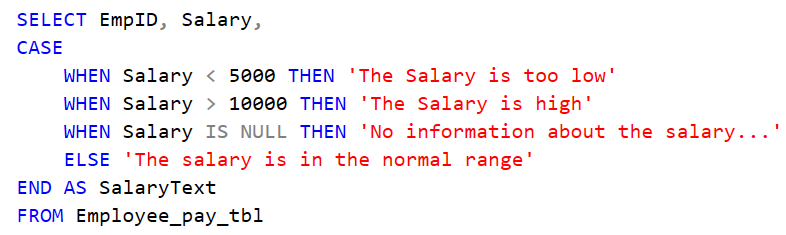 SELECT EmpID, Salary,
CASE
    WHEN Salary < 5000 THEN 'The Salary is too low'
    WHEN Salary > 10000 THEN 'The Salary is high'
    WHEN Salary IS NULL THEN 'No information about the salary...'
    ELSE 'The salary is in the normal range'
END AS SalaryText
FROM Employee_pay_tbl